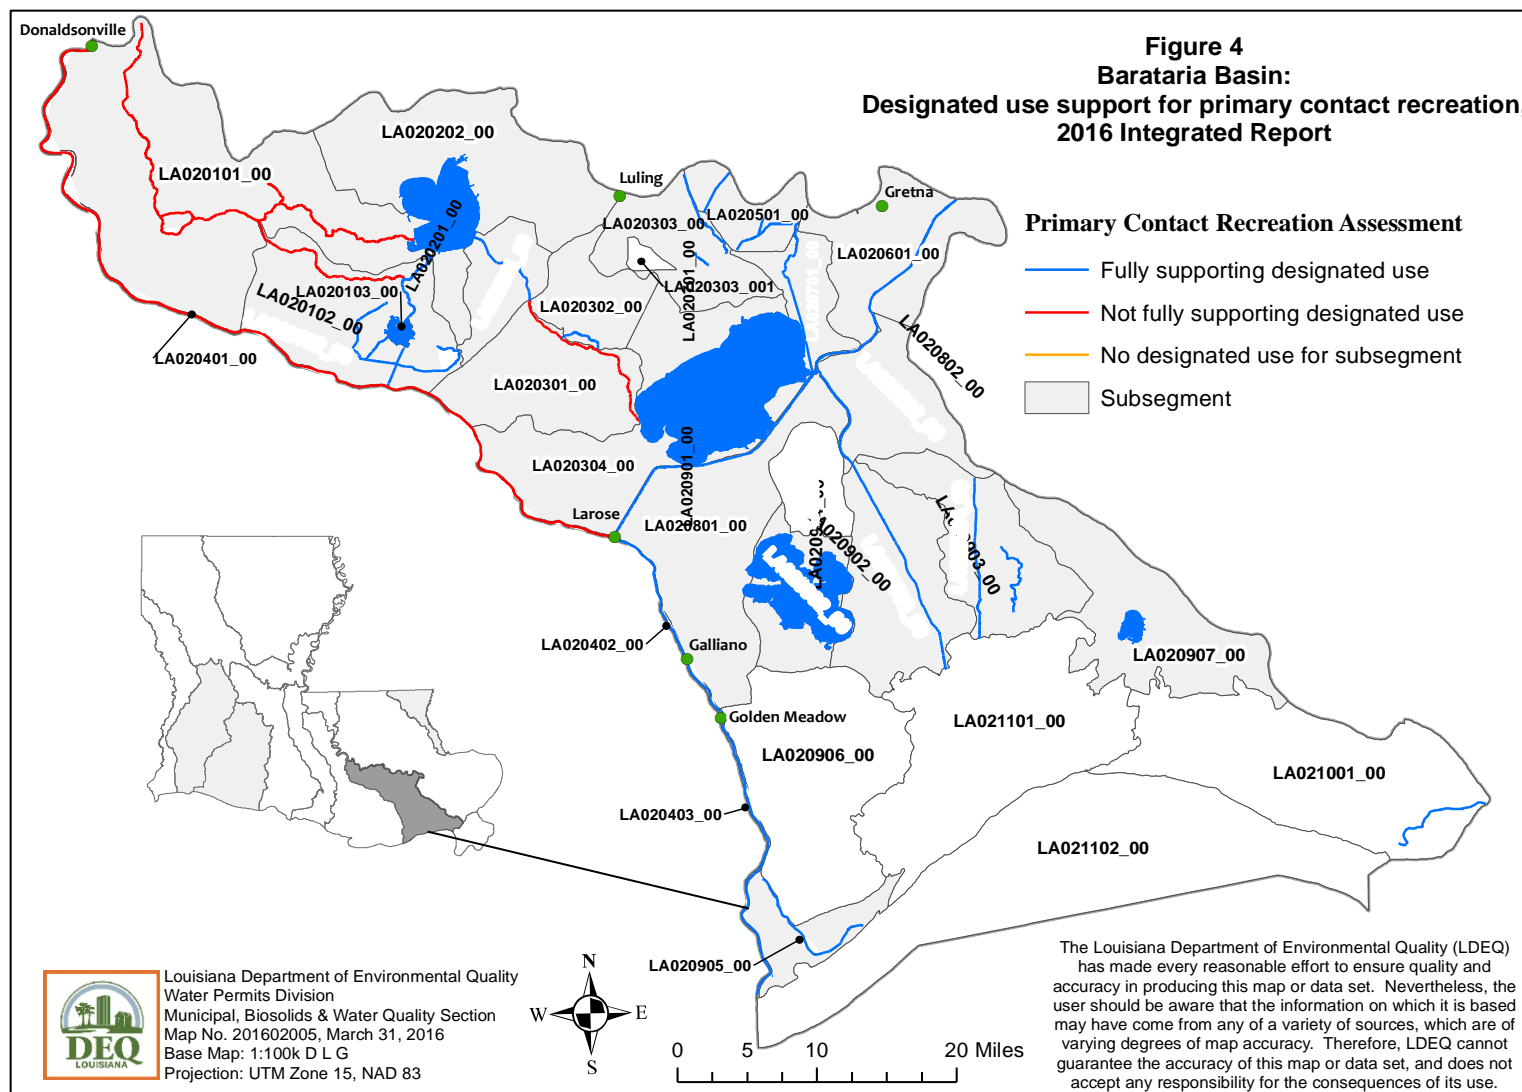 Figure 4
Barataria Basin:
Designated use support for primary contact recreation,
2016 Integrated Report
Donaldsonville
LA020202_00
LA020101_00
Luling
Gretna
LA020303_00
LA020501_00
LA020601_00
LA020201_00
LA020103_00
LA020102_00
LA020701_00
LA020303_001
LA020302_00
LA020401_00
LA020802_00
LA020301_00
LA020304_00
LA020901_00
Larose
LA020801_00
LA020902_00
LA020402_00
Galliano
LA020907_00
Golden Meadow
LA020906_00
LA021101_00
LA021001_00
LA020403_00
LA021102_00
LA020905_00
Primary Contact Recreation Assessment
Fully supporting designated use
Not fully supporting designated use
No designated use for subsegment
Subsegment
DEQ
LOUISIANA
Louisiana Department of Environmental Quality
Water Permits Division
Municipal, Biosolids & Water Quality Section
Map No. 201602005, March 31, 2016
Base Map: 1:100k D L G
Projection: UTM Zone 15, NAD 83
N
W
E
S
0 5 10 20 Miles
The Louisiana Department of Environmental Quality (LDEQ)
has made every reasonable effort to ensure quality and
accuracy in producing this map or data set. Nevertheless, the
user should be aware that the information on which it is based
may have come from any of a variety of sources, which are of
varying degrees of map accuracy. Therefore, LDEQ cannot
guarantee the accuracy of this map or data set, and does not
accept any responsibility for the consequences of its use.